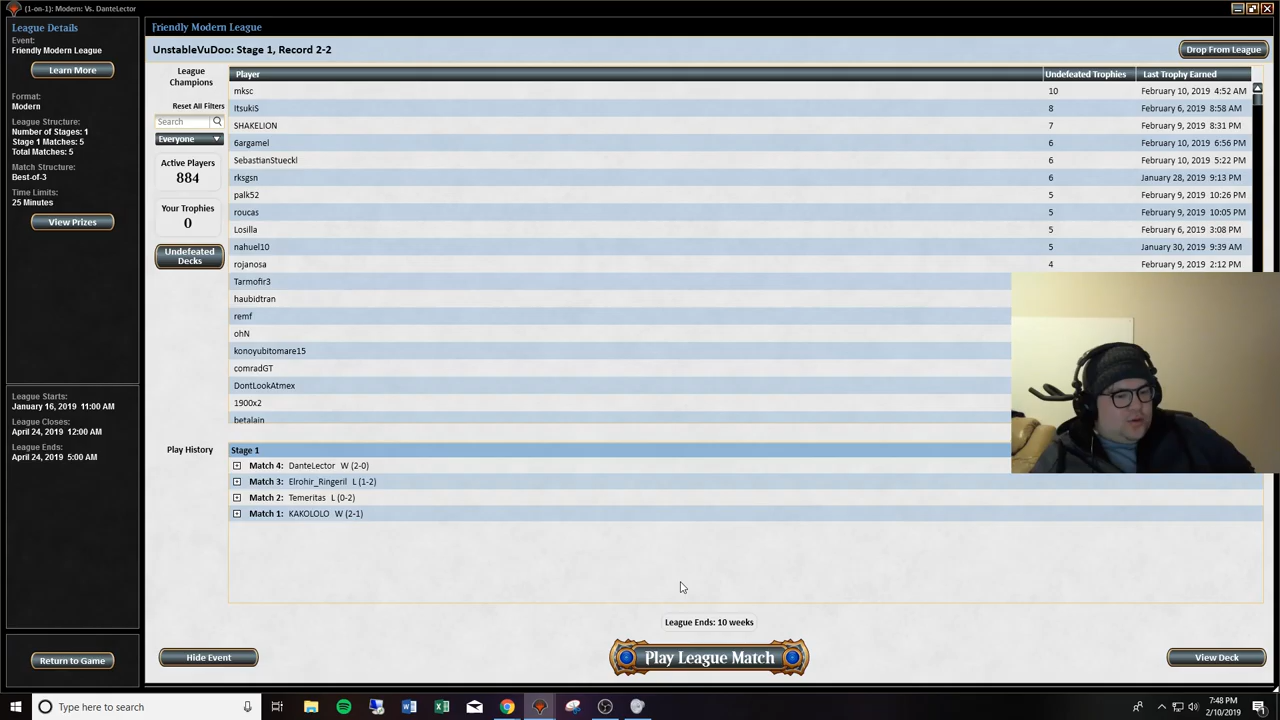 (1-on-1): Modern: Vs. DanteLector
League Details
Event:
Friendly Modern League
Learn More
Format:
Modern
League Structure:
Number of Stages: 1
Stage 1 Matches: 5
Total Matches: 5
Match Structure:
Best-of-3
Time Limits:
25 Minutes
View Prizes
League Starts:
January 16, 2019 11:00 AM
League Closes:
April 24, 2019 12:00 AM
League Ends:
April 24, 2019 5:00 AM
Return to Game
Friendly Modern League
UnstableVuDoo: Stage 1, Record 2-2
Drop From League
League Champions
Reset All Filters
Search
Everyone
Active Players
884
Your Trophies
0
Undefeated Decks
Player Undefeated Trophies Last Trophy Earned
mksc 10 February 10, 2019 4:52 AM
ItsukiS 8 February 6, 2019 8:58 AM
SHAKELION 7 February 9, 2019 8:31 PM
6argamel 6 February 10, 2019 6:56 PM
SebastianStueckl 6 February 10, 2019 5:22 PM
rksgsn 6 January 28, 2019 9:13 PM
palk52 5 February 9, 2019 10:26 PM
roucas 5 February 9, 2019 10:05 PM
Losilla 5 February 6, 2019 3:08 PM
nahuel10 5 January 30, 2019 9:39 AM
rojanosa 4 February 9, 2019 2:12 PM
Tarmofir3
haubidtran
remf
ohN
konoyubitomare15
comradGT
DontLookAtmex
1900x2
betalain
Play History
Stage 1
Match 4: DanteLector W (2-0)
Match 3: Elrohir_Ringeril L (1-2)
Match 2: Temeritas L (0-2)
Match 1: KAKOLOLO W (2-1)
League Ends: 10 weeks
Hide Event
Play League Match
View Deck
Type here to search
7:48 PM
2/10/2019